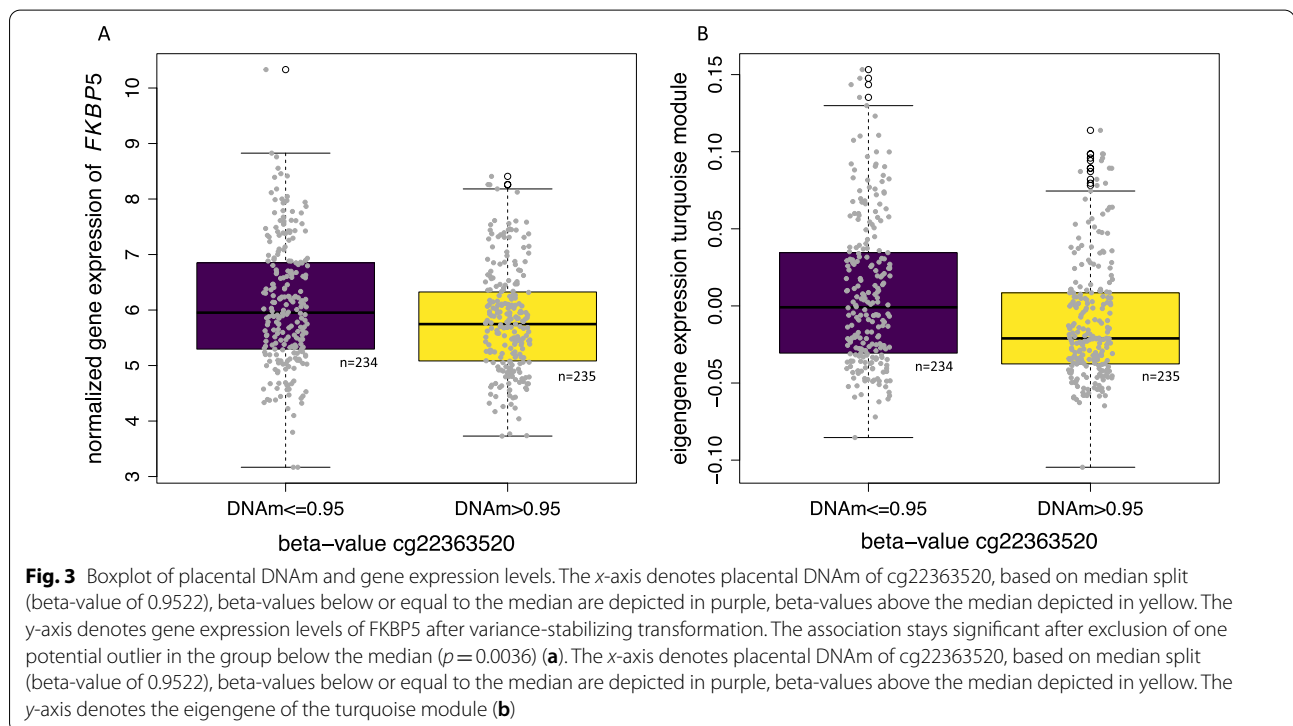 A
normalized gene expression of FKBP5
10
9
8
7
6
5
4
3
n=234
n=235
DNAm<=0.95
DNAm>0.95
beta−value cg22363520
B
eigengene expression turquoise module
0.15
0.10
0.05
0.00
−0.05
−0.10
n=234
n=235
DNAm<=0.95
DNAm>0.95
beta−value cg22363520
Fig. 3 Boxplot of placental DNAm and gene expression levels. The x-axis denotes placental DNAm of cg22363520, based on median split
(beta-value of 0.9522), beta-values below or equal to the median are depicted in purple, beta-values above the median depicted in yellow. The
y-axis denotes gene expression levels of FKBP5 after variance-stabilizing transformation. The association stays significant after exclusion of one
potential outlier in the group below the median (p = 0.0036) (a). The x-axis denotes placental DNAm of cg22363520, based on median split
(beta-value of 0.9522), beta-values below or equal to the median are depicted in purple, beta-values above the median depicted in yellow. The
y-axis denotes the eigengene of the turquoise module (b)